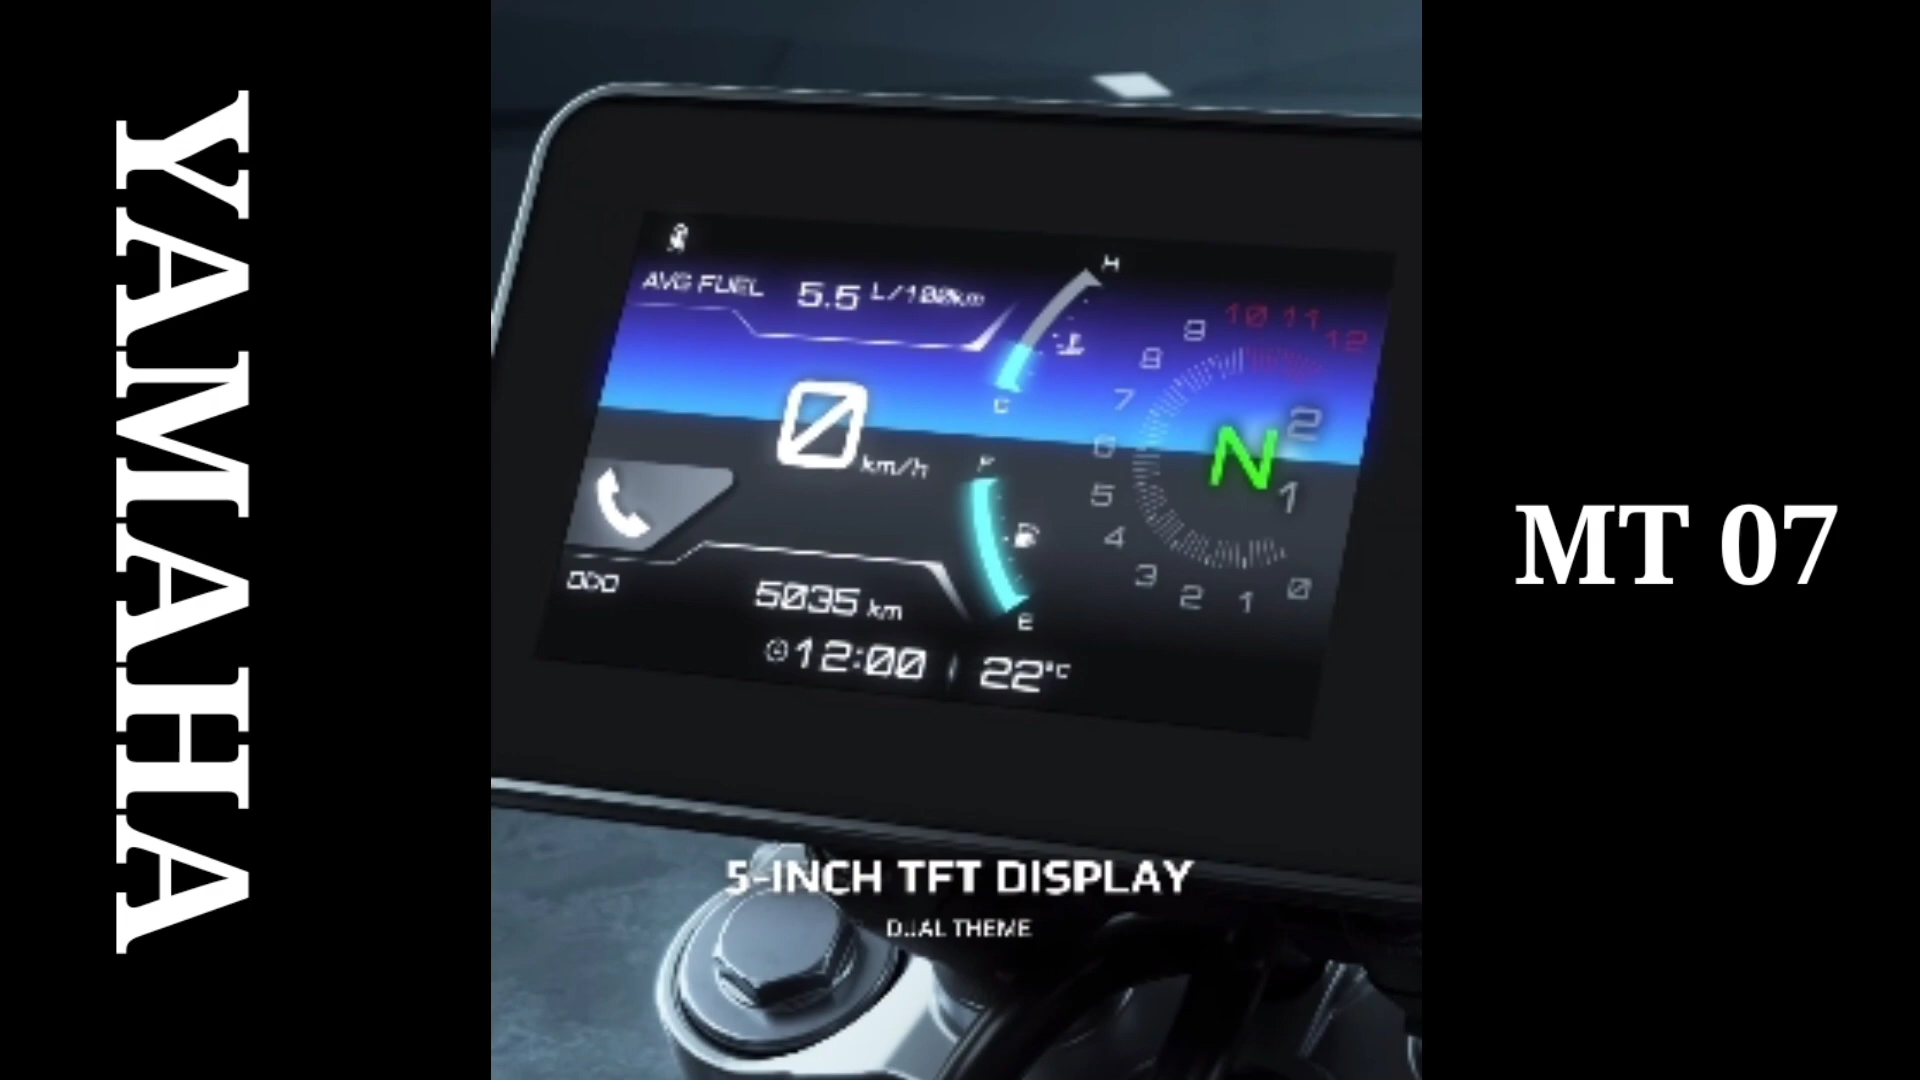 YAMAHA
AVG FUEL 5.5 L/100km
H
C
0 km/h
F
E
ODO
5035 km
12:00 22°C
10 11
12
9
8
7
6
5
4
3
2
1
0
2
N
1
5-INCH TFT DISPLAY
DUAL THEME
MT 07